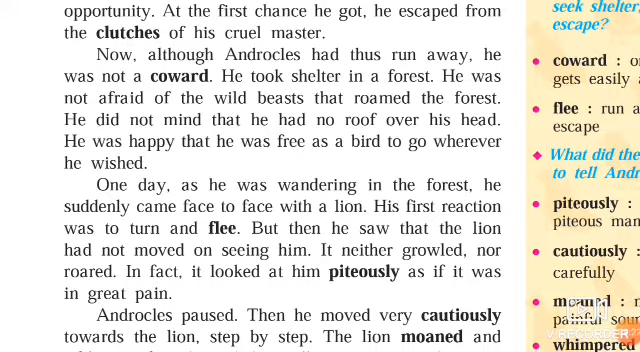 opportunity. At the first chance he got, he escaped from
the clutches of his cruel master.
Now, although Androcles had thus run away, he
was not a coward. He took shelter in a forest. He was
not afraid of the wild beasts that roamed the forest.
He did not mind that he had no roof over his head.
He was happy that he was free as a bird to go wherever
he wished.
One day, as he was wandering in the forest, he
suddenly came face to face with a lion. His first reaction
was to turn and flee. But then he saw that the lion
had not moved on seeing him. It neither growled, nor
roared. In fact, it looked at him piteously as if it was
in great pain.
Androcles paused. Then he moved very cautiously
towards the lion, step by step. The lion moaned and
seek shelter,
escape?
coward :
gets easily
flee : run
escape
What did the
to tell
piteously :
piteous
cautiously :
carefully
moaned :
painful
whimpered